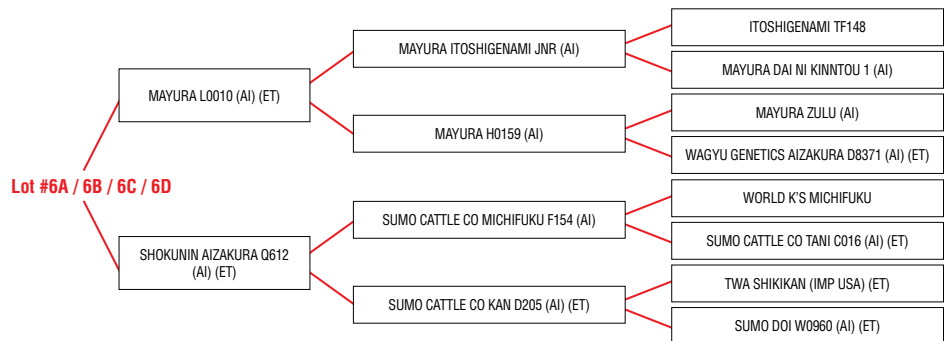 ITOSHIGENAMI TF148
MAYURA ITOSHIGENAMI JNR (AI)
MAYURA DAI NI KINNTOU 1 (AI)
MAYURA L0010 (AI) (ET)
MAYURA ZULU (AI)
MAYURA H0159 (AI)
WAGYU GENETICS AIZAKURA D8371 (AI) (ET)
Lot #6A / 6B / 6C / 6D
WORLD K'S MICHIFUKU
SUMO CATTLE CO MICHIFUKU F154 (AI)
SUMO CATTLE CO TANI C016 (AI) (ET)
SHOKUNIN AIZAKURA Q612
(AI) (ET)
TWA SHIKIKAN (IMP USA) (ET)
SUMO CATTLE CO KAN D205 (AI) (ET)
SUMO DOI W0960 (AI) (ET)